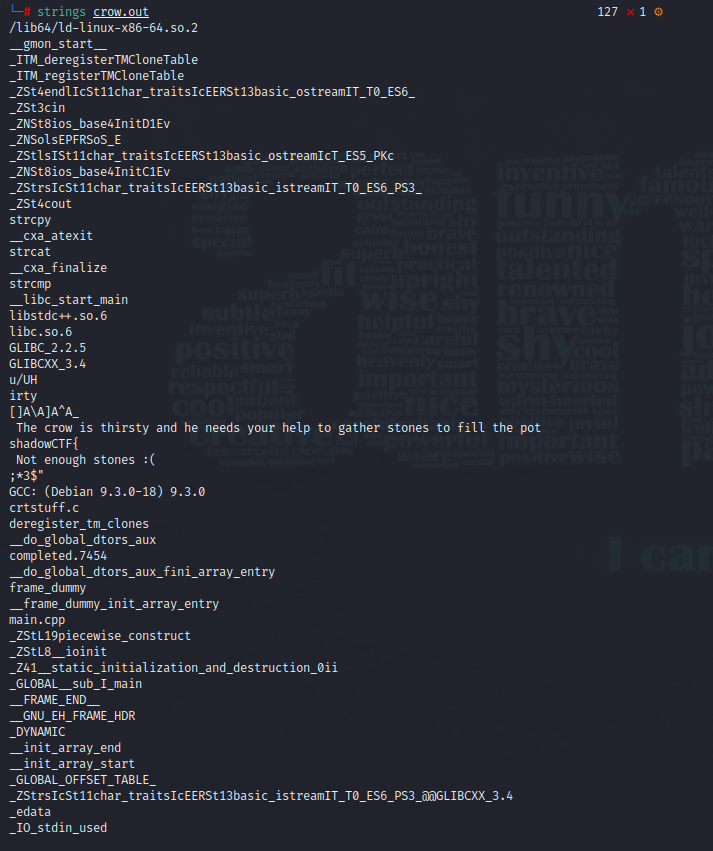 └─# strings crow.out 127 ⨯ 1 ⚙
/lib64/ld-linux-x86-64.so.2
__gmon_start__
_ITM_deregisterTMCloneTable
_ITM_registerTMCloneTable
_ZSt4endlIcSt11char_traitsIcEERSt13basic_ostreamIT_T0_ES6_
_ZSt3cin
_ZNSt8ios_base4InitD1Ev
_ZNSolsEPFRSoS_E
_ZStlsISt11char_traitsIcEERSt13basic_ostreamIcT_ES5_PKc
_ZNSt8ios_base4InitC1Ev
_ZStrsIcSt11char_traitsIcEERSt13basic_istreamIT_T0_ES6_PS3_
_ZSt4cout
strcpy
__cxa_atexit
strcat
__cxa_finalize
strcmp
__libc_start_main
libstdc++.so.6
libc.so.6
GLIBC_2.2.5
GLIBCXX_3.4
u/UH
irty
[]A\A]A^A_
The crow is thirsty and he needs your help to gather stones to fill the pot
shadowCTF{
Not enough stones :(
;*3$"
GCC: (Debian 9.3.0-18) 9.3.0
crtstuff.c
deregister_tm_clones
__do_global_dtors_aux
completed.7454
__do_global_dtors_aux_fini_array_entry
frame_dummy
__frame_dummy_init_array_entry
main.cpp
_ZStL19piecewise_construct
_ZStL8__ioinit
_Z41__static_initialization_and_destruction_0ii
_GLOBAL__sub_I_main
__FRAME_END__
__GNU_EH_FRAME_HDR
_DYNAMIC
__init_array_end
__init_array_start
_GLOBAL_OFFSET_TABLE_
_ZStrsIcSt11char_traitsIcEERSt13basic_istreamIT_T0_ES6_PS3_@@GLIBCXX_3.4
_edata
_IO_stdin_used